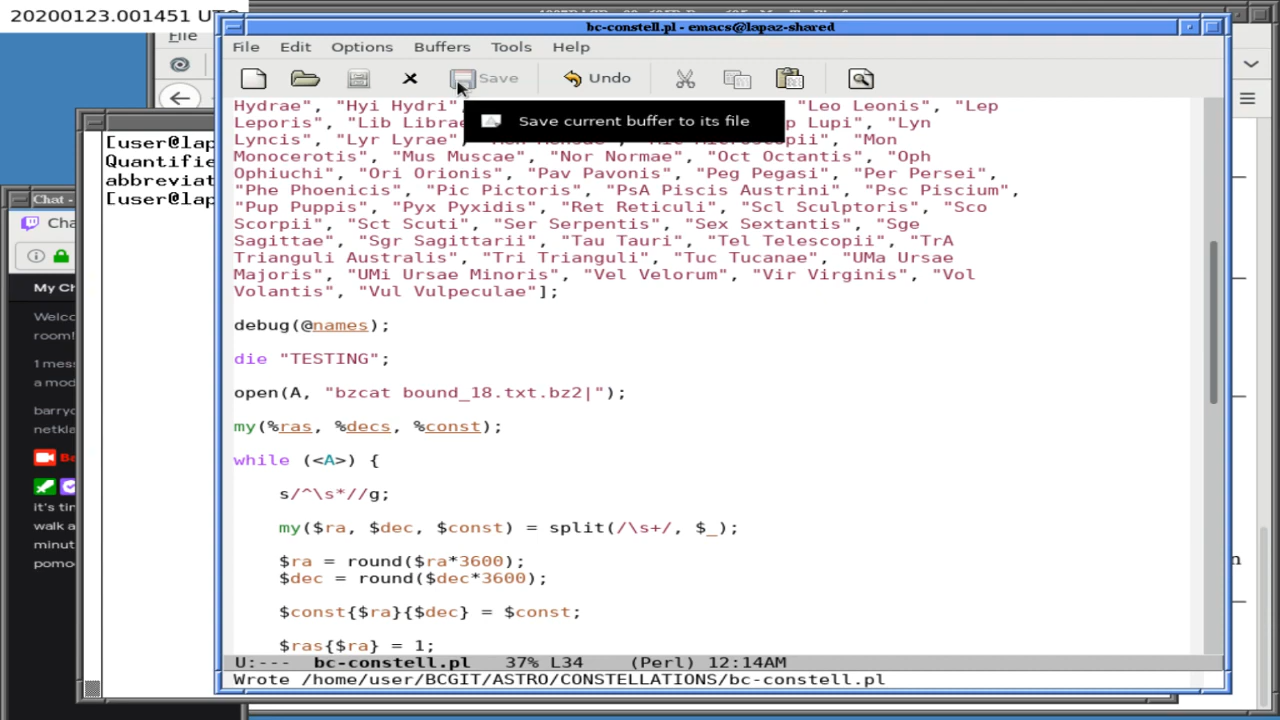 20200123.001451 UTC
bc-constell.pl - emacs@lapaz-shared
File
File Edit Options Buffers Tools Help
Save Undo
Save current buffer to its file
Hydrae", "Hyi Hydri", "Leo Leonis", "Lep
Leporis", "Lib Librae p Lupi", "Lyn
Lyncis", "Lyr Lyrae", "Mon
Monocerotis", "Mus Muscae", "Nor Normae", "Oct Octantis", "Oph
Ophiuchi", "Ori Orionis", "Pav Pavonis", "Peg Pegasi", "Per Persei",
"Phe Phoenicis", "Pic Pictoris", "PsA Piscis Austrini", "Psc Piscium",
"Pup Puppis", "Pyx Pyxidis", "Ret Reticuli", "Scl Sculptoris", "Sco
Scorpii", "Sct Scuti", "Ser Serpentis", "Sex Sextantis", "Sge
Sagittae", "Sgr Sagittarii", "Tau Tauri", "Tel Telescopii", "TrA
Trianguli Australis", "Tri Trianguli", "Tuc Tucanae", "UMa Ursae
Majoris", "UMi Ursae Minoris", "Vel Velorum", "Vir Virginis", "Vol
Volantis", "Vul Vulpeculae"];
debug(@names);
die "TESTING";
open(A, "bzcat bound_18.txt.bz2|");
my(%ras, %decs, %const);
while (<A>) {
s/^\s*//g;
my($ra, $dec, $const) = split(/\s+/, $_);
$ra = round($ra*3600);
$dec = round($dec*3600);
$const{$ra}{$dec} = $const;
$ras{$ra} = 1;
U:--- bc-constell.pl 37% L34 (Perl) 12:14AM
Wrote /home/user/BCGIT/ASTRO/CONSTELLATIONS/bc-constell.pl
[user@lap
Quantifie
abbreviat
[user@lap
Chat -
Cha
My Ch
Welco
room!
1 mess
a mod
barryc
netkla
Ba
it's tim
walk a
minut
pomo